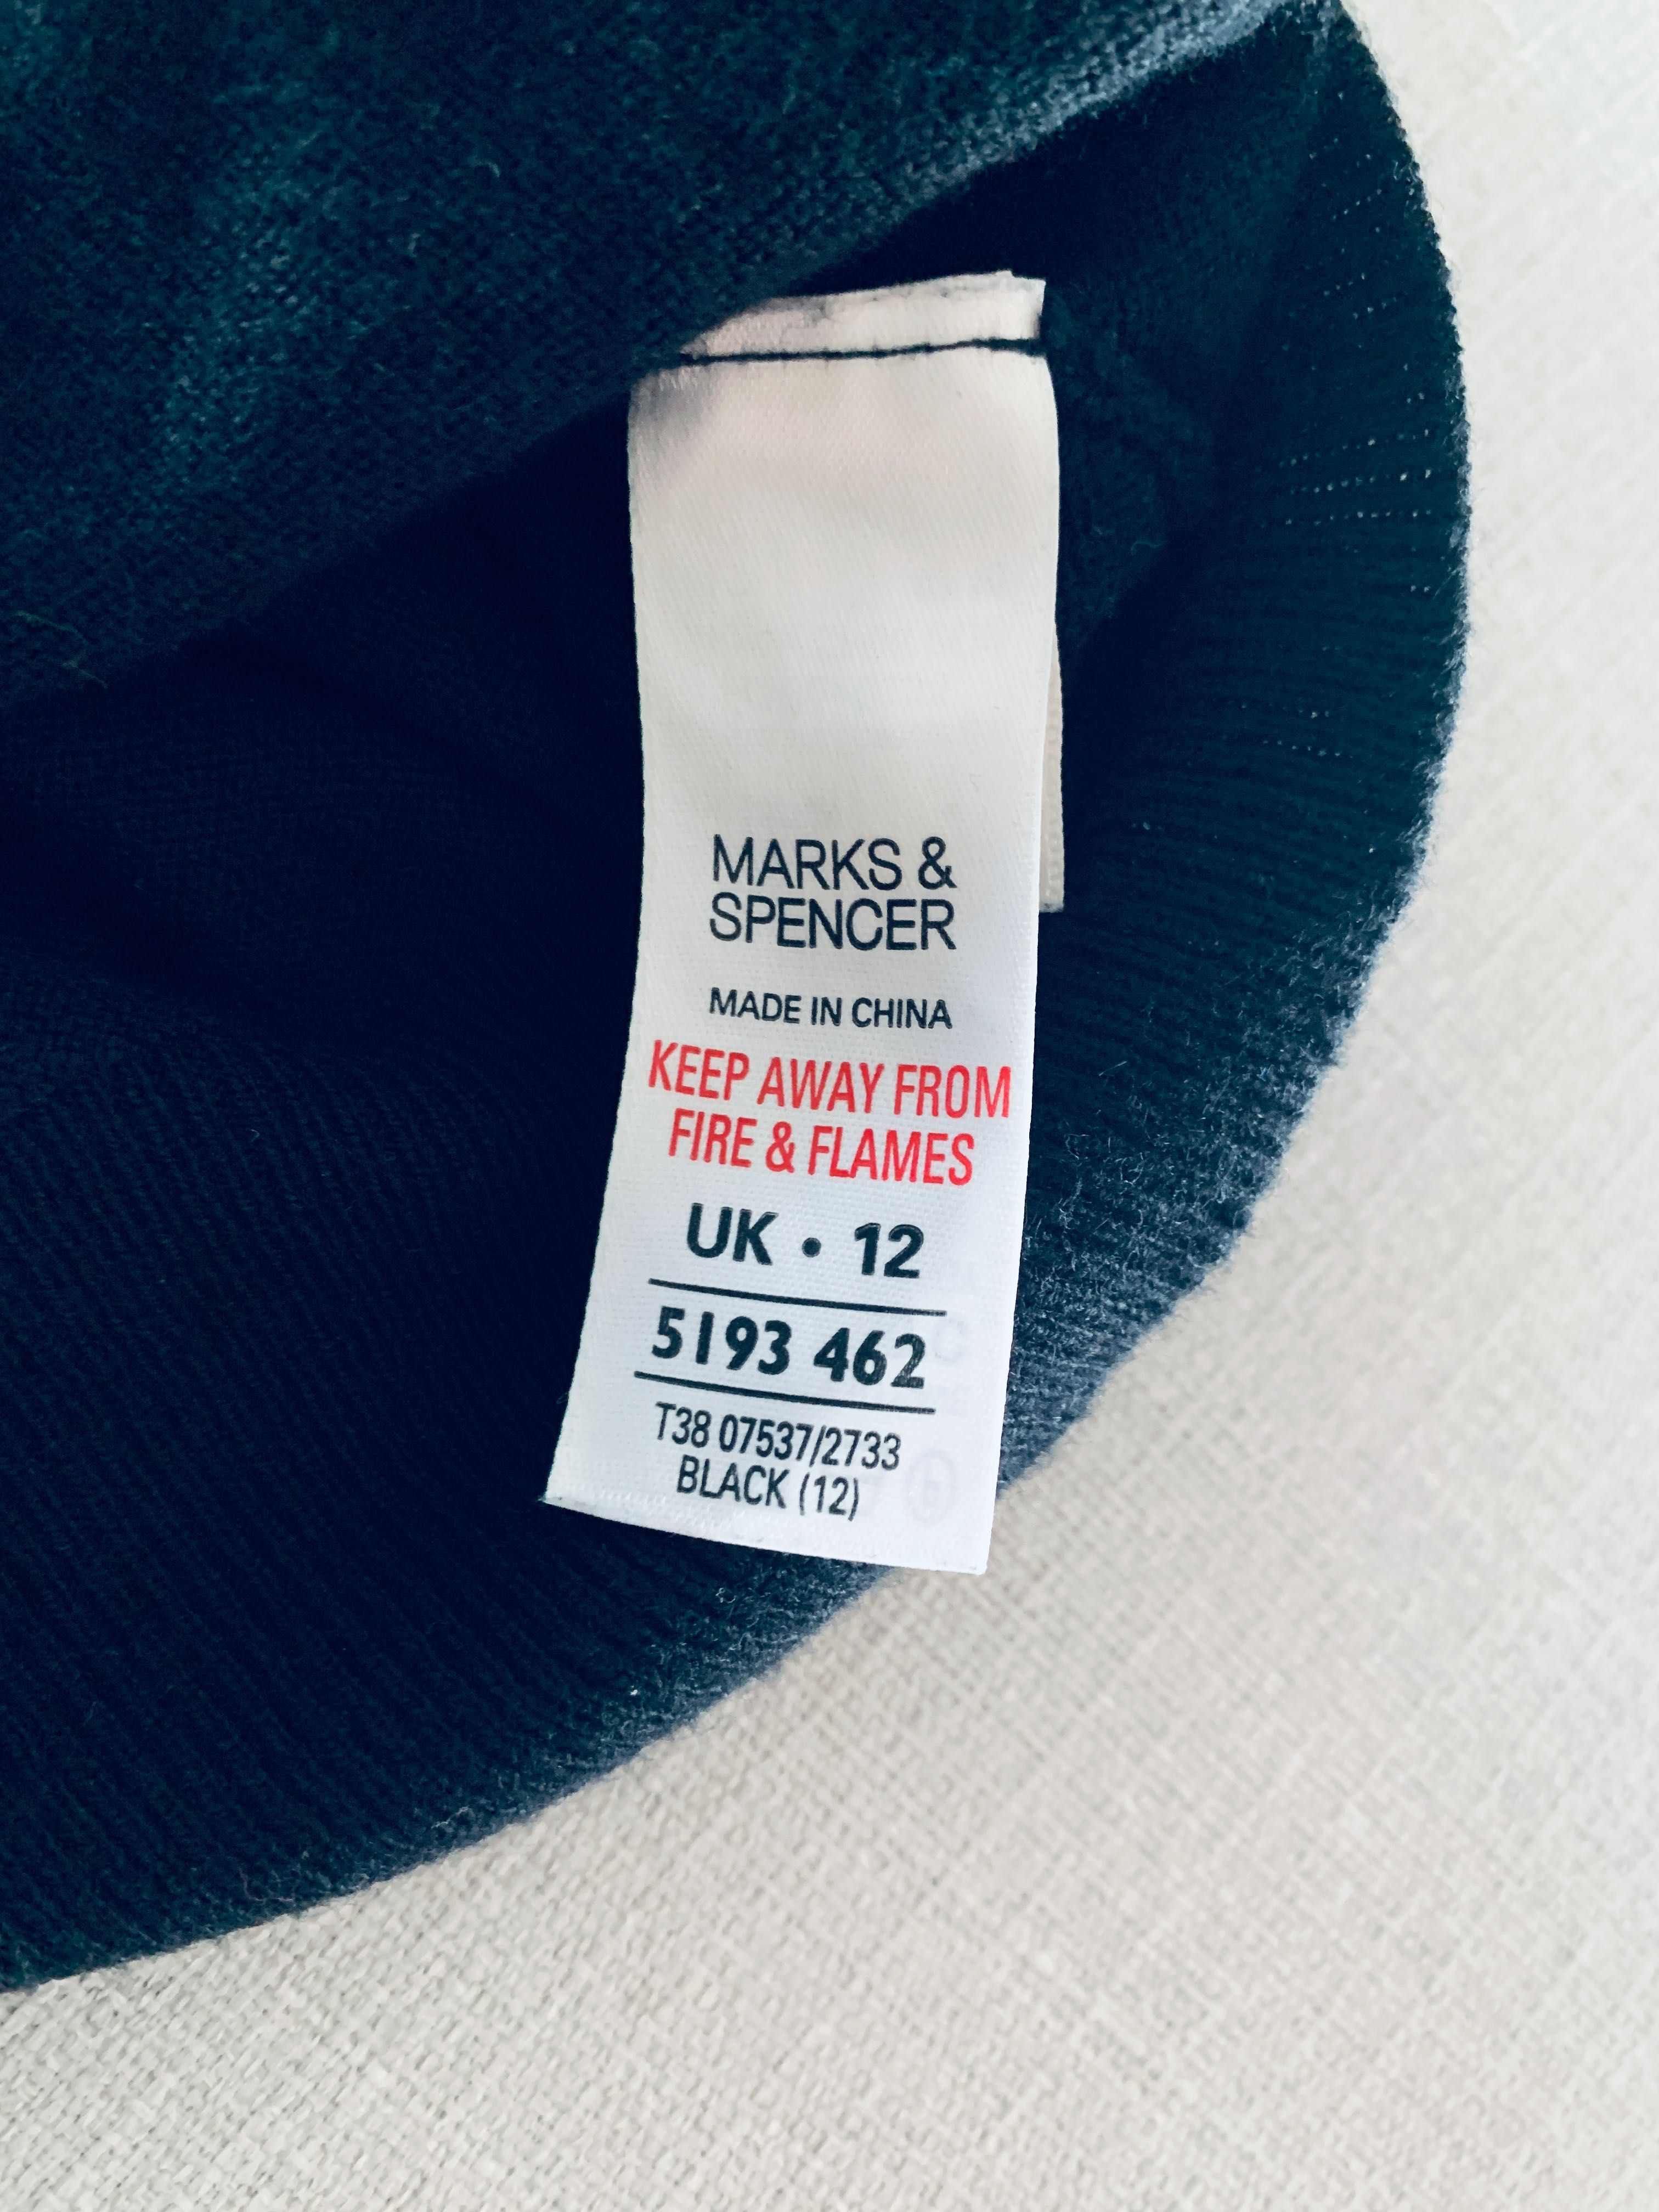 MARKS &
SPENCER
MADE IN CHINA
KEEP AWAY FROM
FIRE & FLAMES
UK • 12
5193 462
T38 07537/2733
BLACK (12)